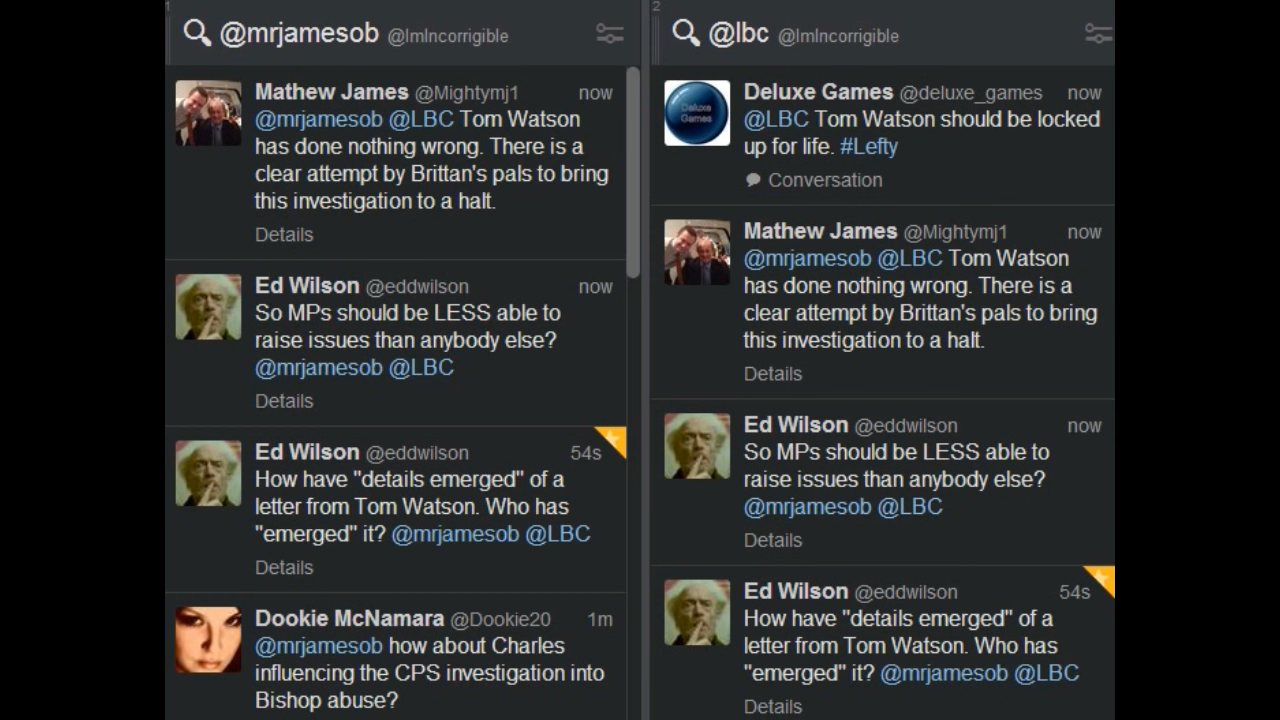 1
@mrjamesob @ImIncorrigible
Mathew James @Mightymj1 now
@mrjamesob @LBC Tom Watson
has done nothing wrong. There is a
clear attempt by Brittan's pals to bring
this investigation to a halt.
Details
Ed Wilson @eddwilson now
So MPs should be LESS able to
raise issues than anybody else?
@mrjamesob @LBC
Details
Ed Wilson @eddwilson 54s
How have "details emerged" of a
letter from Tom Watson. Who has
"emerged" it? @mrjamesob @LBC
Details
Dookie McNamara @Dookie20 1m
@mrjamesob how about Charles
influencing the CPS investigation into
Bishop abuse?
2
@lbc @ImIncorrigible
Deluxe Games @deluxe_games now
Deluxe
Games
@LBC Tom Watson should be locked
up for life. #Lefty
Conversation
Mathew James @Mightymj1 now
@mrjamesob @LBC Tom Watson
has done nothing wrong. There is a
clear attempt by Brittan's pals to bring
this investigation to a halt.
Details
Ed Wilson @eddwilson now
So MPs should be LESS able to
raise issues than anybody else?
@mrjamesob @LBC
Details
Ed Wilson @eddwilson 54s
How have "details emerged" of a
letter from Tom Watson. Who has
"emerged" it? @mrjamesob @LBC
Details